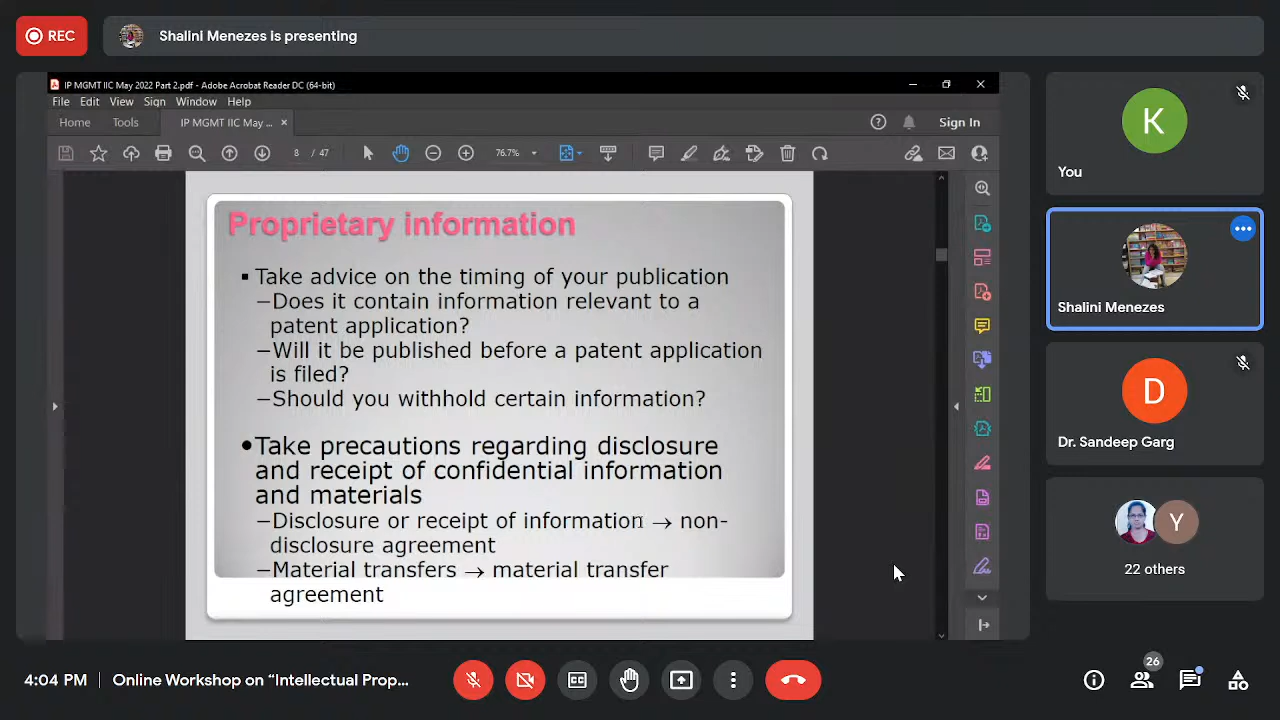 REC
Shalini Menezes is presenting
IP MGMT IIC May 2022 Part 2.pdf - Adobe Acrobat Reader DC (64-bit)
File Edit View Sign Window Help
Home Tools IP MGMT IIC May ... × Sign In
8 / 47 76.7%
Proprietary information
▪ Take advice on the timing of your publication
–Does it contain information relevant to a
patent application?
–Will it be published before a patent application
is filed?
–Should you withhold certain information?
•Take precautions regarding disclosure
and receipt of confidential information
and materials
–Disclosure or receipt of information → non-
disclosure agreement
–Material transfers → material transfer
agreement
K
You
Shalini Menezes
D
Dr. Sandeep Garg
Y
22 others
4:04 PM | Online Workshop on “Intellectual Prop...
CC
26